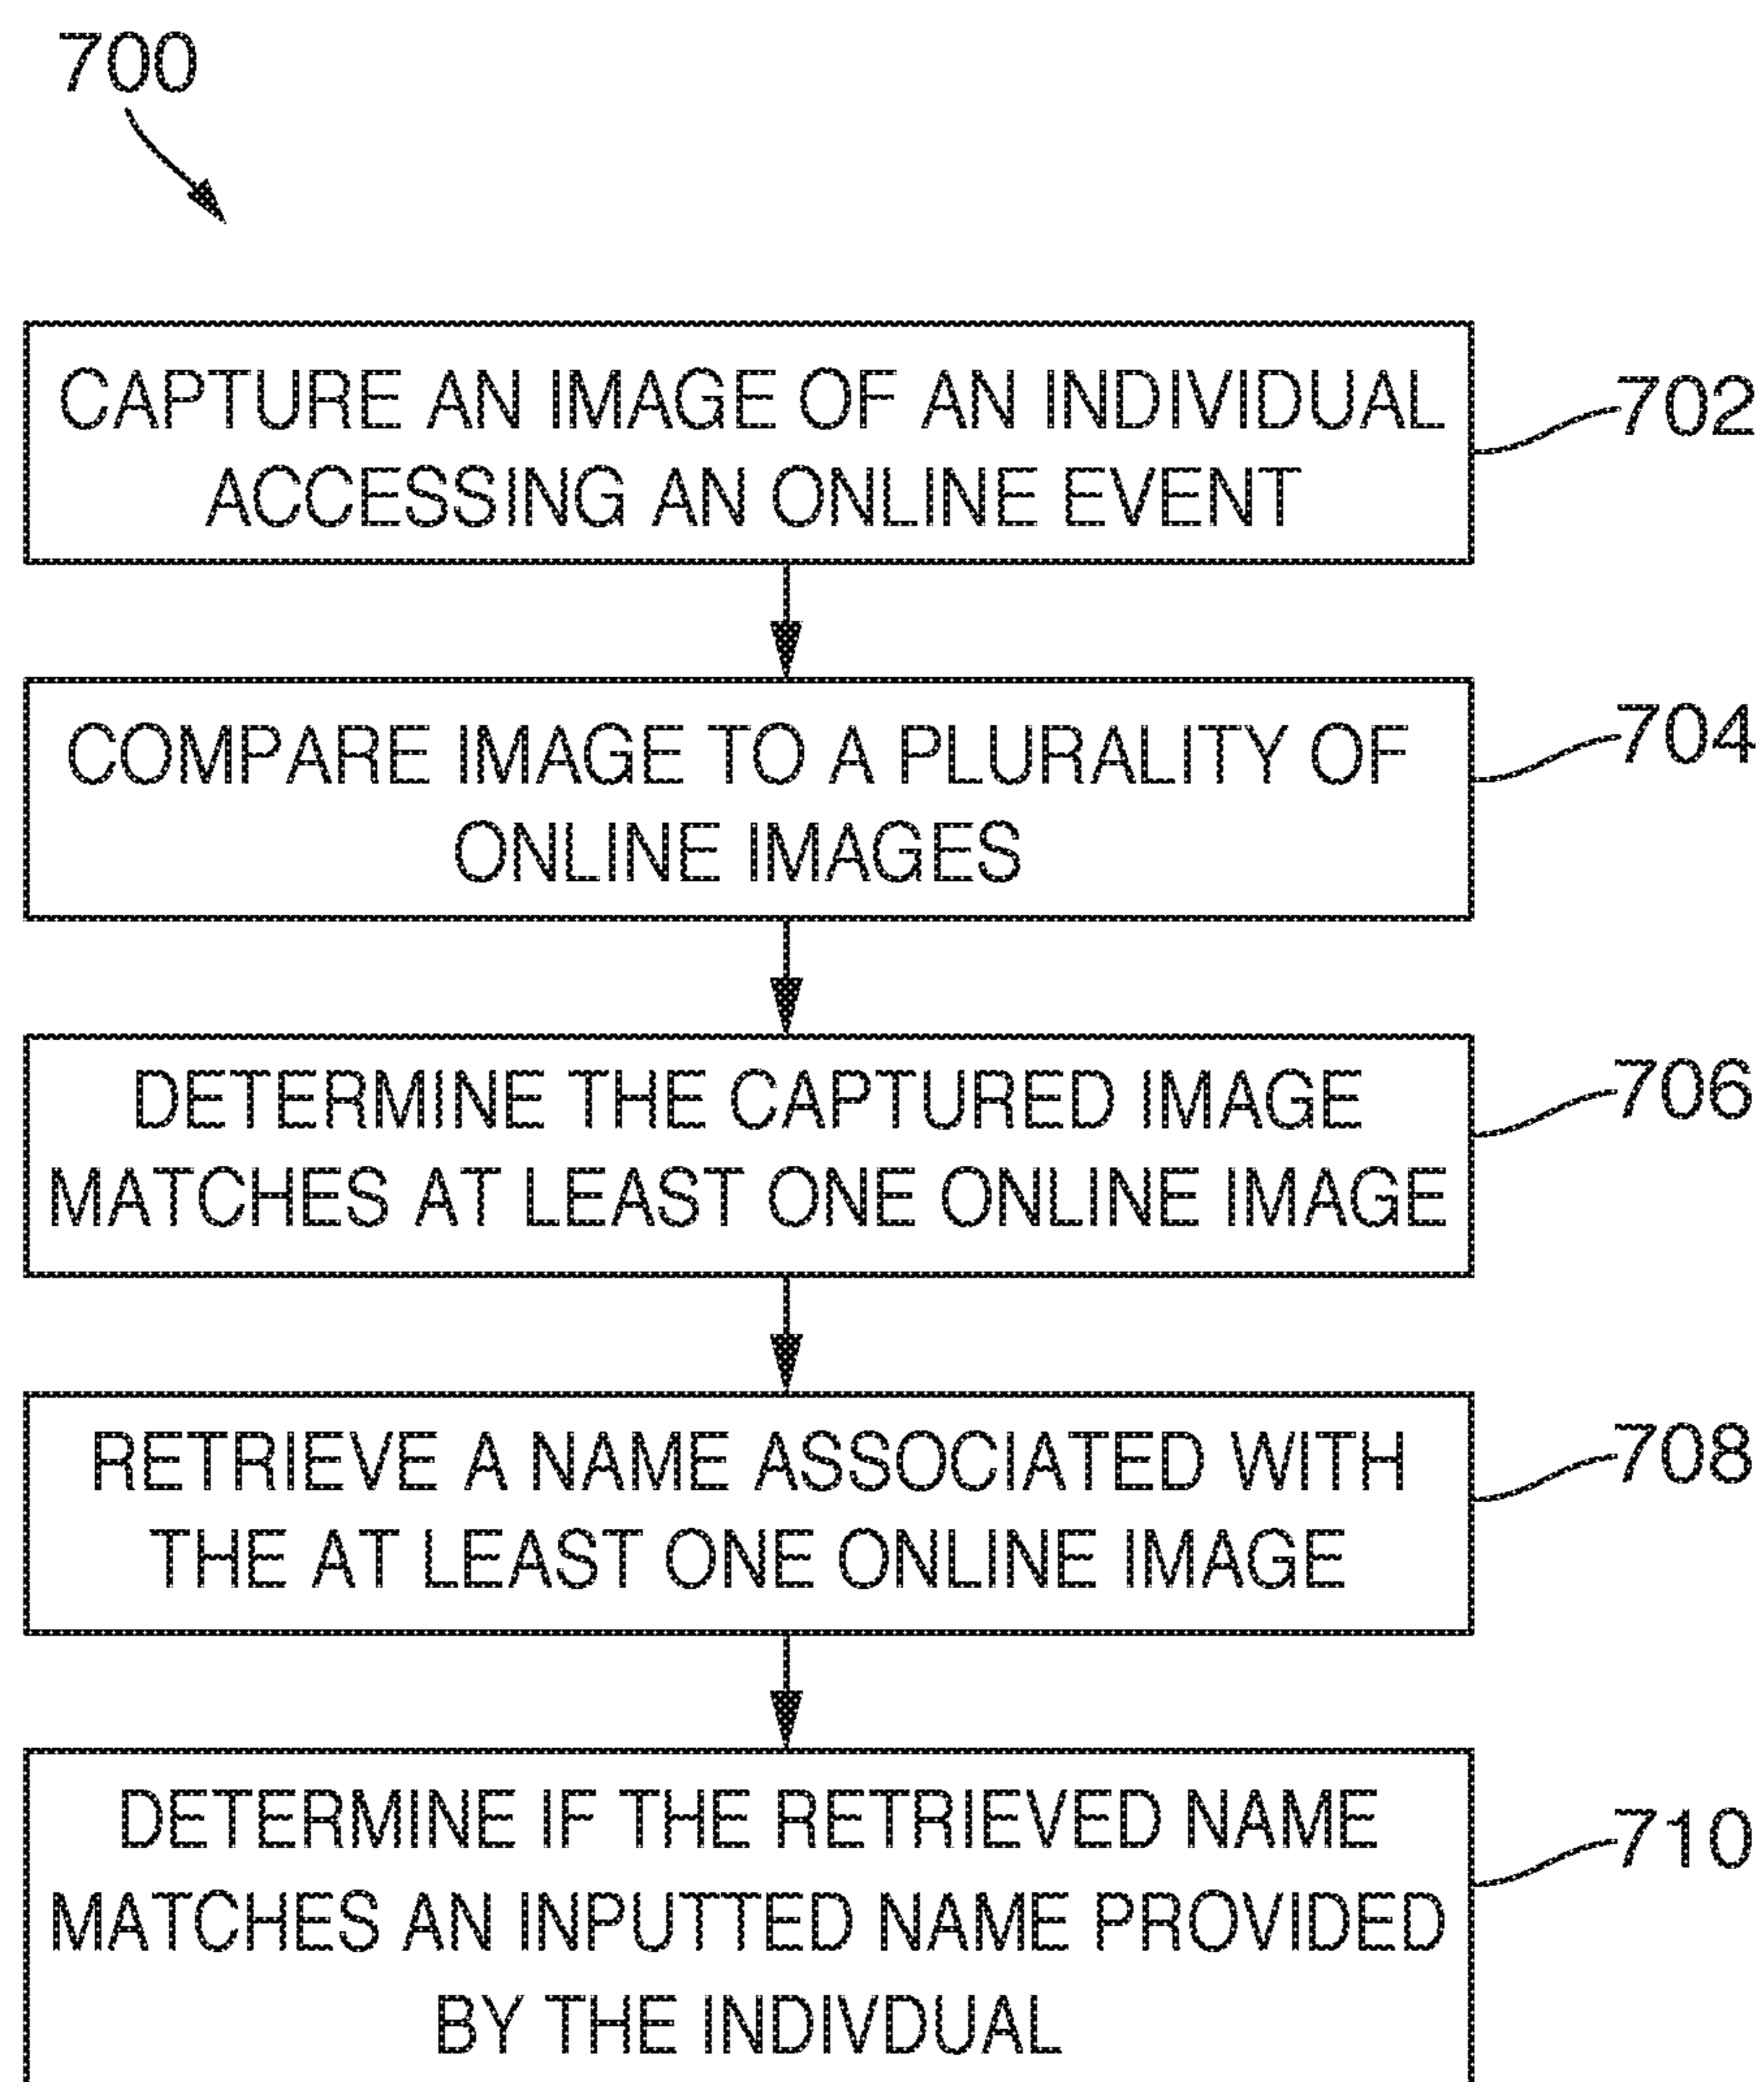 700
CAPTURE AN IMAGE OF AN INDIVIDUAL
ACCESSING AN ONLINE EVENT
702
COMPARE IMAGE TO A PLURALITY OF
ONLINE IMAGES
704
DETERMINE THE CAPTURED IMAGE
MATCHES AT LEAST ONE ONLINE IMAGE
706
RETRIEVE A NAME ASSOCIATED WITH
THE AT LEAST ONE ONLINE IMAGE
708
DETERMINE IF THE RETRIEVED NAME
MATCHES AN INPUTTED NAME PROVIDED
BY THE INDIVDUAL
710